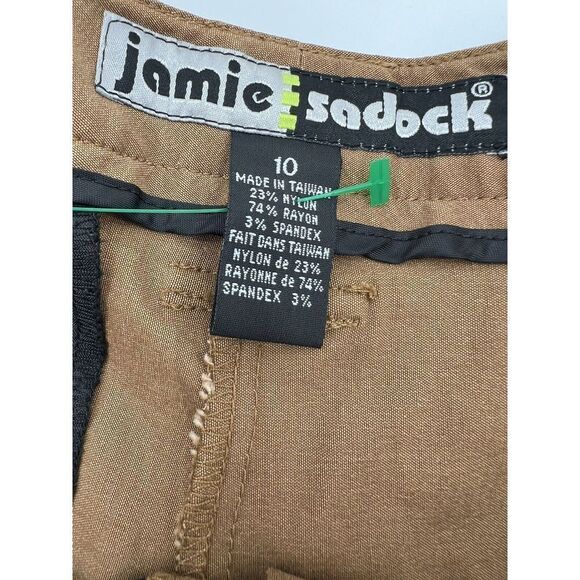 jamie sadock®
10
MADE IN TAIWAN
23% NYLON
74% RAYON
3% SPANDEX
FAIT DANS TAIWAN
NYLON de 23%
RAYONNE de 74%
SPANDEX 3%